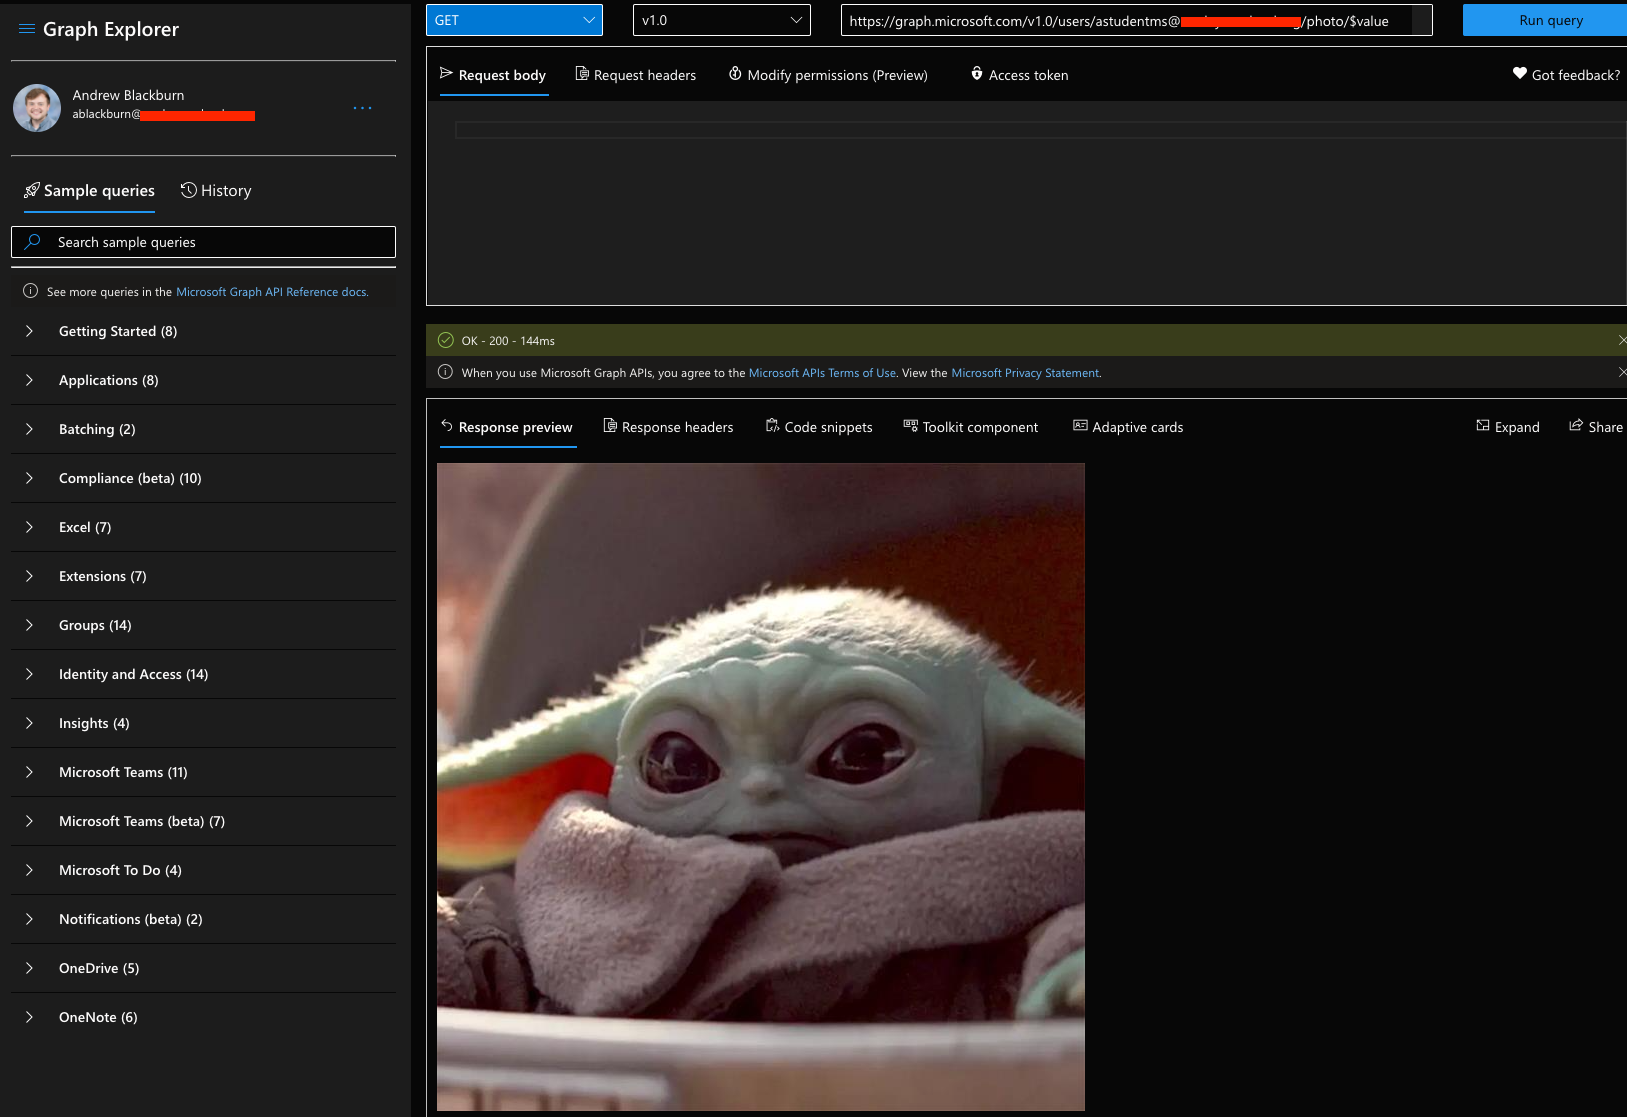 Graph Explorer
Andrew Blackburn
ablackburn@
Sample queries
History
Search sample queries
See more queries in the Microsoft Graph API Reference docs.
Getting Started (8)
Applications (8)
Batching (2)
Compliance (beta) (10)
Excel (7)
Extensions (7)
Groups (14)
Identity and Access (14)
Insights (4)
Microsoft Teams (11)
Microsoft Teams (beta) (7)
Microsoft To Do (4)
Notifications (beta) (2)
OneDrive (5)
OneNote (6)
GET
v1.0
https://graph.microsoft.com/v1.0/users/astudentms@ /photo/$value
Run query
Request body
Request headers
Modify permissions (Preview)
Access token
Got feedback?
OK - 200 - 144ms
When you use Microsoft Graph APIs, you agree to the Microsoft APIs Terms of Use. View the Microsoft Privacy Statement.
Response preview
Response headers
Code snippets
Toolkit component
Adaptive cards
Expand
Share